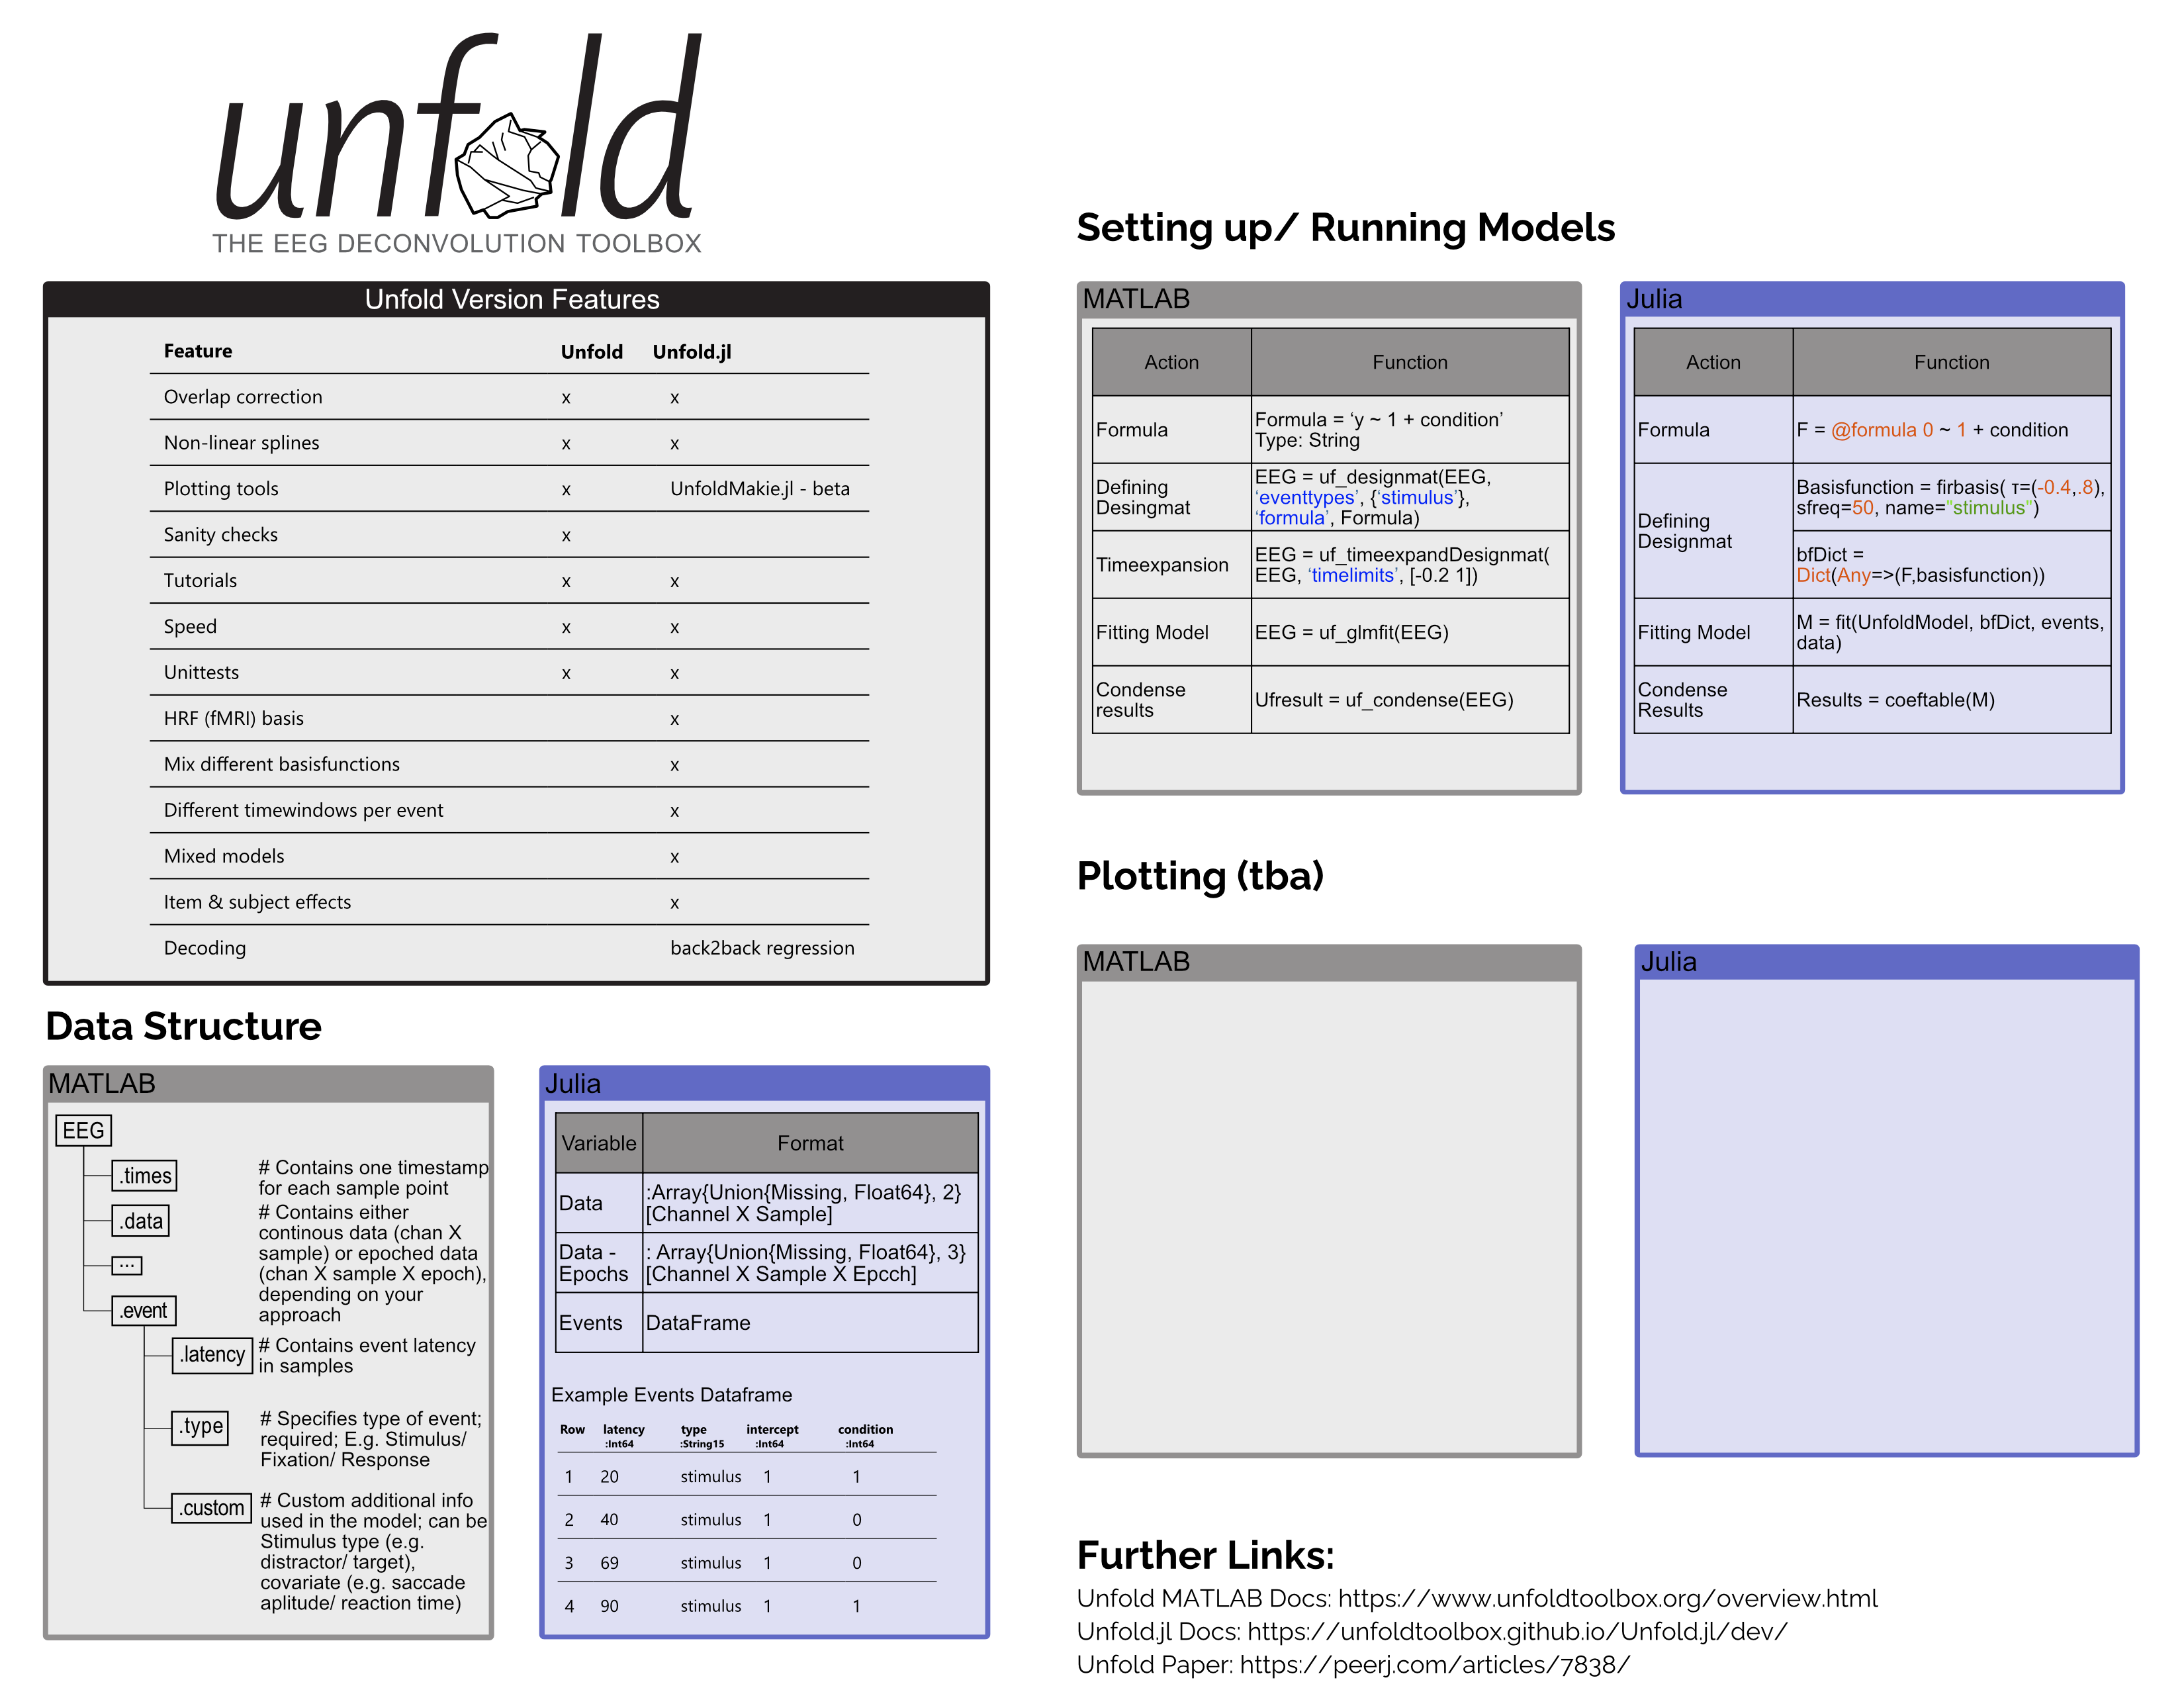 unfold
THE EEG DECONVOLUTION TOOLBOX
Unfold Version Features
Feature Unfold Unfold.jl
Overlap correction x x
Non-linear splines x x
Plotting tools x UnfoldMakie.jl - beta
Sanity checks x
Tutorials x x
Speed x x
Unittests x x
HRF (fMRI) basis x
Mix different basisfunctions x
Different timewindows per event x
Mixed models x
Item & subject effects x
Decoding back2back regression
Data Structure
MATLAB
EEG
.times
# Contains one timestamp
for each sample point
.data
# Contains either
continous data (chan X
sample) or epoched data
(chan X sample X epoch),
depending on your
approach
...
.event
.latency
# Contains event latency
in samples
.type
# Specifies type of event;
required; E.g. Stimulus/
Fixation/ Response
.custom
# Custom additional info
used in the model; can be
Stimulus type (e.g.
distractor/ target),
covariate (e.g. saccade
aplitude/ reaction time)
Julia
Variable Format
Data
:Array{Union{Missing, Float64}, 2}
[Channel X Sample]
Data -
Epochs
: Array{Union{Missing, Float64}, 3}
[Channel X Sample X Epcch]
Events DataFrame
Example Events Dataframe
Row latency type intercept condition
:Int64 :String15 :Int64 :Int64
1 20 stimulus 1 1
2 40 stimulus 1 0
3 69 stimulus 1 0
4 90 stimulus 1 1
Setting up/ Running Models
MATLAB
Action Function
Formula
Formula = ‘y ~ 1 + condition’
Type: String
Defining
Desingmat
EEG = uf_designmat(EEG,
‘eventtypes’, {‘stimulus’},
‘formula’, Formula)
Timeexpansion
EEG = uf_timeexpandDesignmat(
EEG, ‘timelimits’, [-0.2 1])
Fitting Model EEG = uf_glmfit(EEG)
Condense
results
Ufresult = uf_condense(EEG)
Julia
Action Function
Formula F = @formula 0 ~ 1 + condition
Defining
Designmat
Basisfunction = firbasis( τ=(-0.4,.8),
sfreq=50, name="stimulus")
bfDict =
Dict(Any=>(F,basisfunction))
Fitting Model
M = fit(UnfoldModel, bfDict, events,
data)
Condense
Results
Results = coeftable(M)
Plotting (tba)
MATLAB
Julia
Further Links:
Unfold MATLAB Docs: https://www.unfoldtoolbox.org/overview.html
Unfold.jl Docs: https://unfoldtoolbox.github.io/Unfold.jl/dev/
Unfold Paper: https://peerj.com/articles/7838/